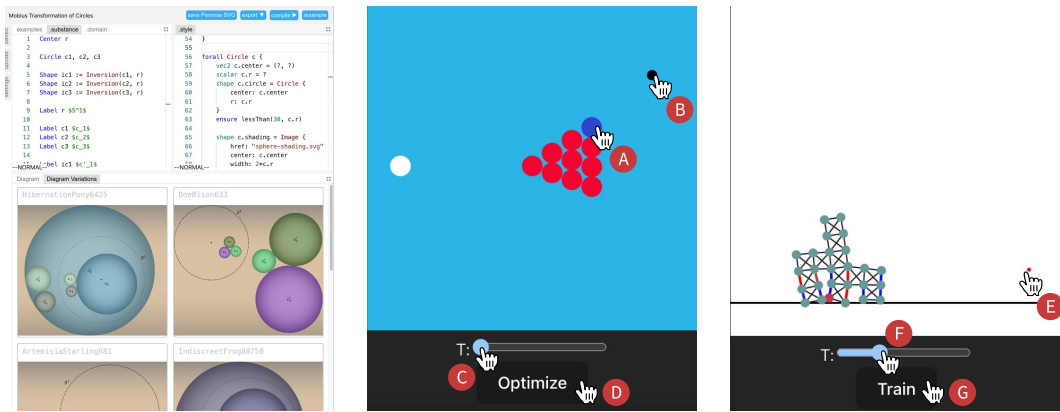 Mobius Transformation of Circles
save Penrose SVG export ▼ compile ▶ resample
examples .substance .domain
1 Center r
2
3 Circle c1, c2, c3
4
5 Shape ic1 := Inversion(c1, r)
6 Shape ic2 := Inversion(c2, r)
7 Shape ic3 := Inversion(c3, r)
8
9 Label r $S^1$
10
11 Label c1 $c_1$
12 Label c2 $c_2$
13 Label c3 $c_3$
14
Label ic1 $c'_1$
--NORMAL--
.style
54 }
55
56 forall Circle c {
57 vec2 c.center = (?, ?)
58 scalar c.r = ?
59 shape c.circle = Circle {
60 center: c.center
61 r: c.r
62 }
63 ensure lessThan(30, c.r)
64
65 shape c.shading = Image {
66 href: "sphere-shading.svg"
67 center: c.center
68 width: 2*c.r
--NORMAL--
Diagram Diagram Variations
HibernationPony6425
DoeBison633
ArtemisiaStarling681
IndiscreetFrog88758
B
A
T:
C
Optimize
D
E
F
T:
Train
G